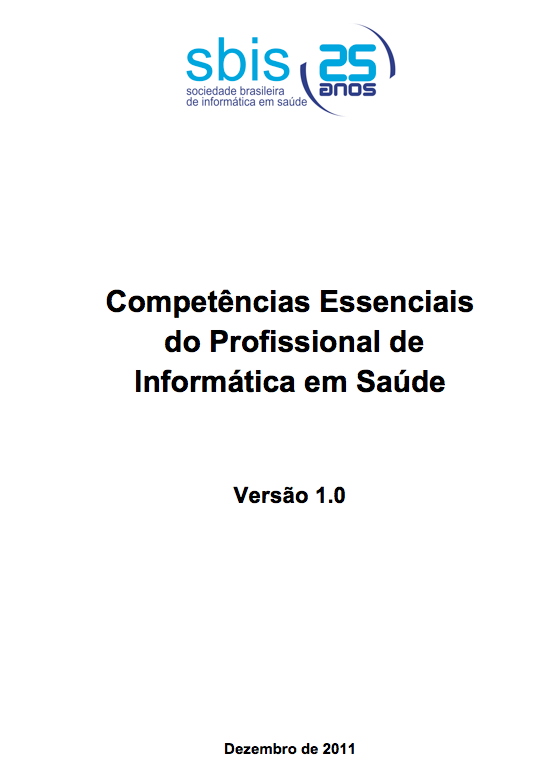 sbis
25
anos
sociedade brasileira
de informática em saúde
Competências Essenciais
do Profissional de
Informática em Saúde
Versão 1.0
Dezembro de 2011